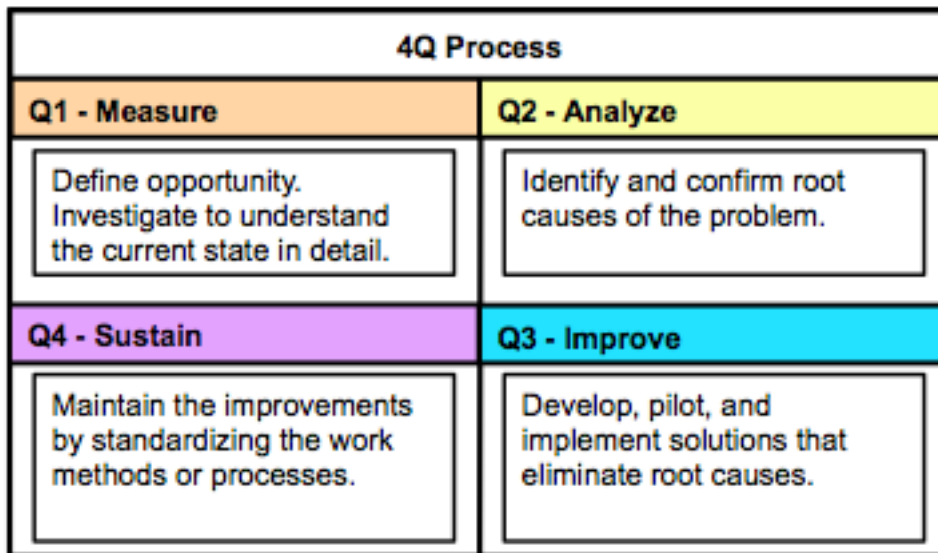 4Q Process
Q1 - Measure
Define opportunity.
Investigate to understand
the current state in detail.
Q2 - Analyze
Identify and confirm root
causes of the problem.
Q4 - Sustain
Maintain the improvements
by standardizing the work
methods or processes.
Q3 - Improve
Develop, pilot, and
implement solutions that
eliminate root causes.